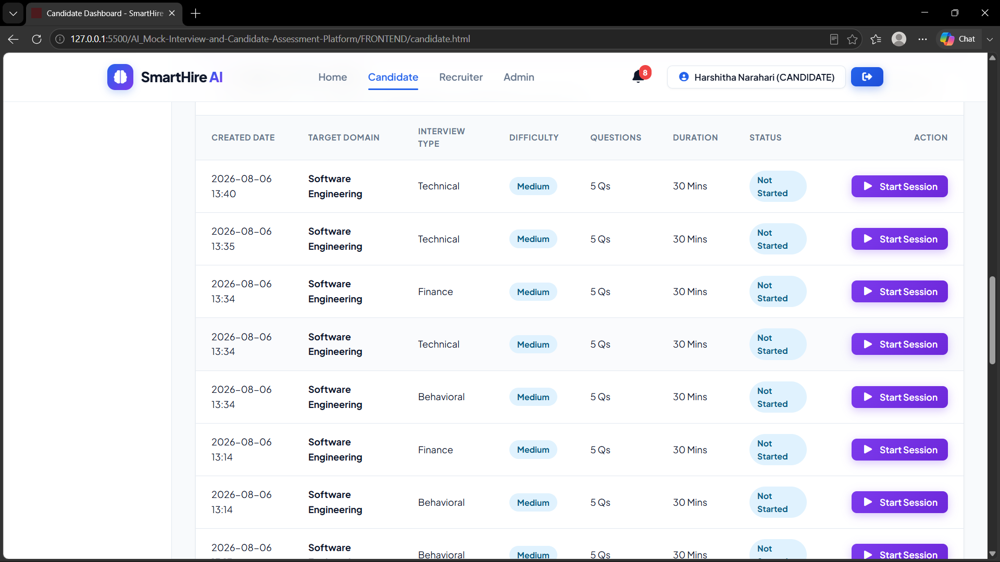 Candidate Dashboard - SmartHire
127.0.0.1:5500/AI_Mock-Interview-and-Candidate-Assessment-Platform/FRONTEND/candidate.html
Chat
SmartHire AI
Home
Candidate
Recruiter
Admin
8
Harshitha Narahari (CANDIDATE)
CREATED DATE
TARGET DOMAIN
INTERVIEW
TYPE
DIFFICULTY
QUESTIONS
DURATION
STATUS
ACTION
2026-08-06
13:40
Software
Engineering
Technical
Medium
5 Qs
30 Mins
Not
Started
Start Session
2026-08-06
13:35
Software
Engineering
Technical
Medium
5 Qs
30 Mins
Not
Started
Start Session
2026-08-06
13:34
Software
Engineering
Finance
Medium
5 Qs
30 Mins
Not
Started
Start Session
2026-08-06
13:34
Software
Engineering
Technical
Medium
5 Qs
30 Mins
Not
Started
Start Session
2026-08-06
13:34
Software
Engineering
Behavioral
Medium
5 Qs
30 Mins
Not
Started
Start Session
2026-08-06
13:14
Software
Engineering
Finance
Medium
5 Qs
30 Mins
Not
Started
Start Session
2026-08-06
13:14
Software
Engineering
Behavioral
Medium
5 Qs
30 Mins
Not
Started
Start Session
2026-08-06
Software
Behavioral
Medium
5 Qs
30 Mins
Not
Start Session